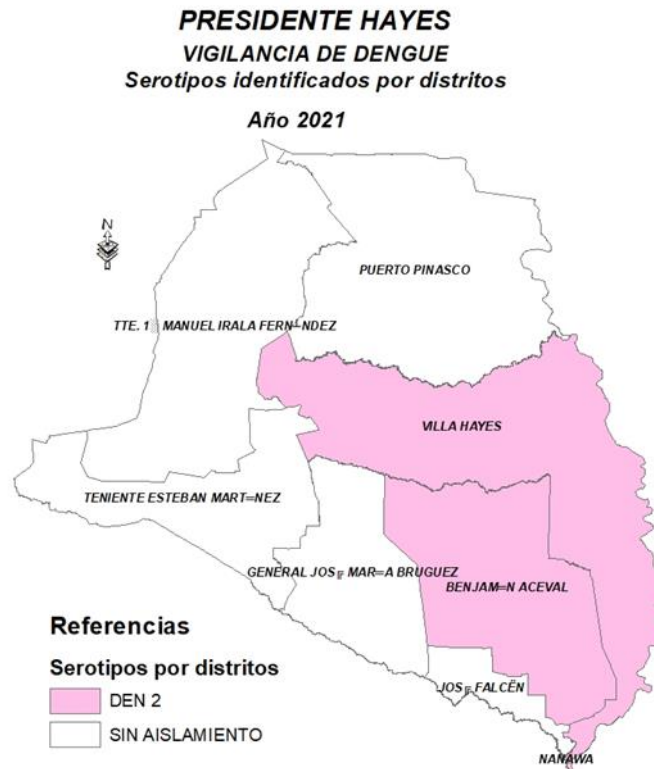 PRESIDENTE HAYES
VIGILANCIA DE DENGUE
Serotipos identificados por distritos
Año 2021
N
PUERTO PINASCO
TTE. 1 MANUEL IRALA FERN=NDEZ
VILLA HAYES
TENIENTE ESTEBAN MART=NEZ
GENERAL JOS╔ MAR=A BRUGUEZ
BENJAM=N ACEVAL
JOS╔ FALCËN
NANAWA
Referencias
Serotipos por distritos
DEN 2
SIN AISLAMIENTO